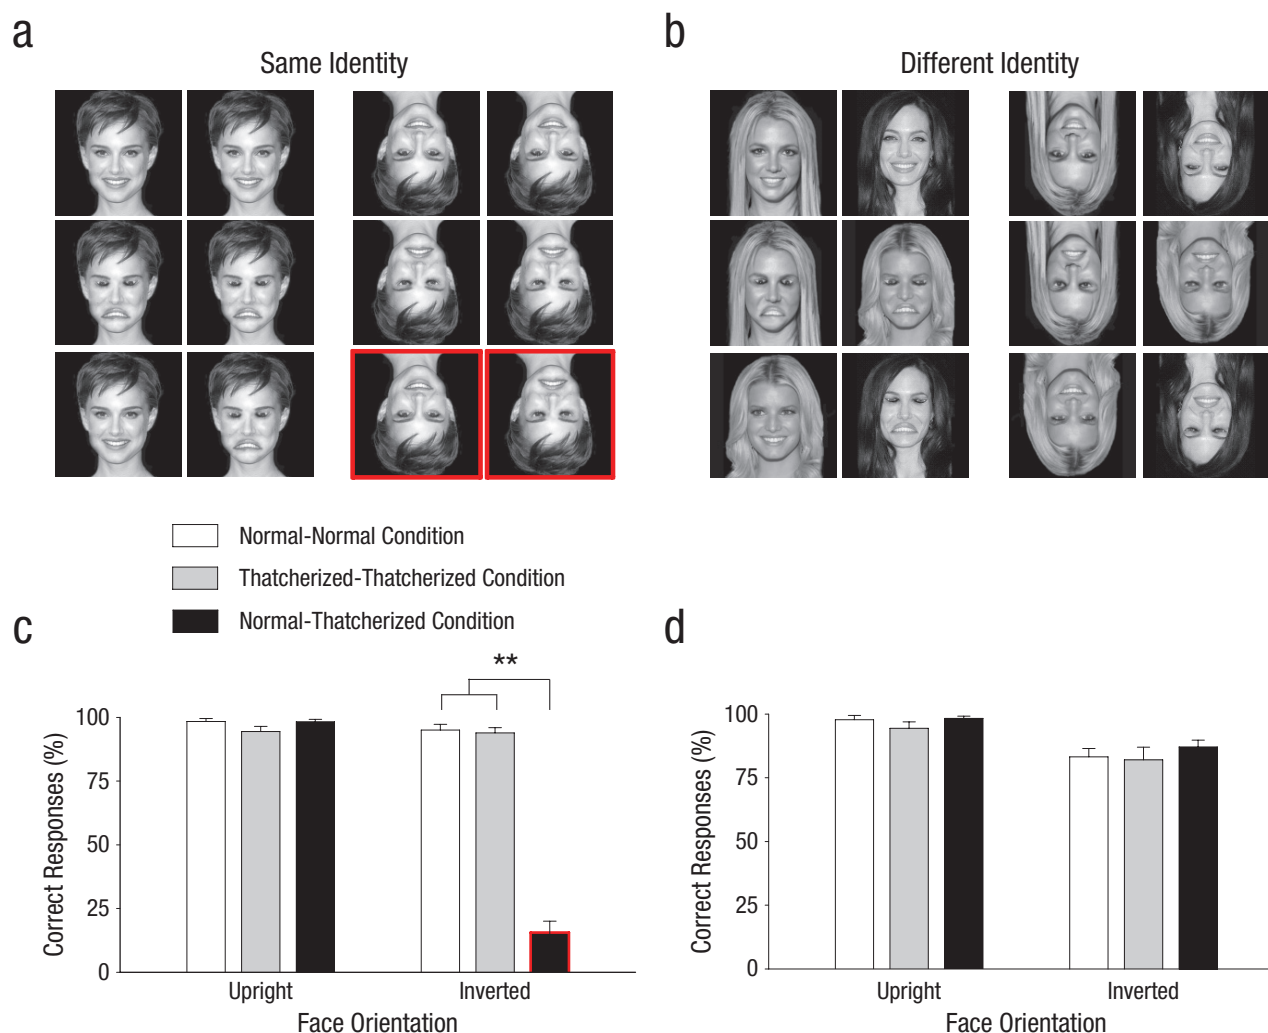 a
b
Same Identity
Different Identity
Normal-Normal Condition
Thatcherized-Thatcherized Condition
Normal-Thatcherized Condition
c
d
**
100
75
50
25
0
Correct Responses (%)
Upright
Inverted
Face Orientation
100
75
50
25
0
Correct Responses (%)
Upright
Inverted
Face Orientation